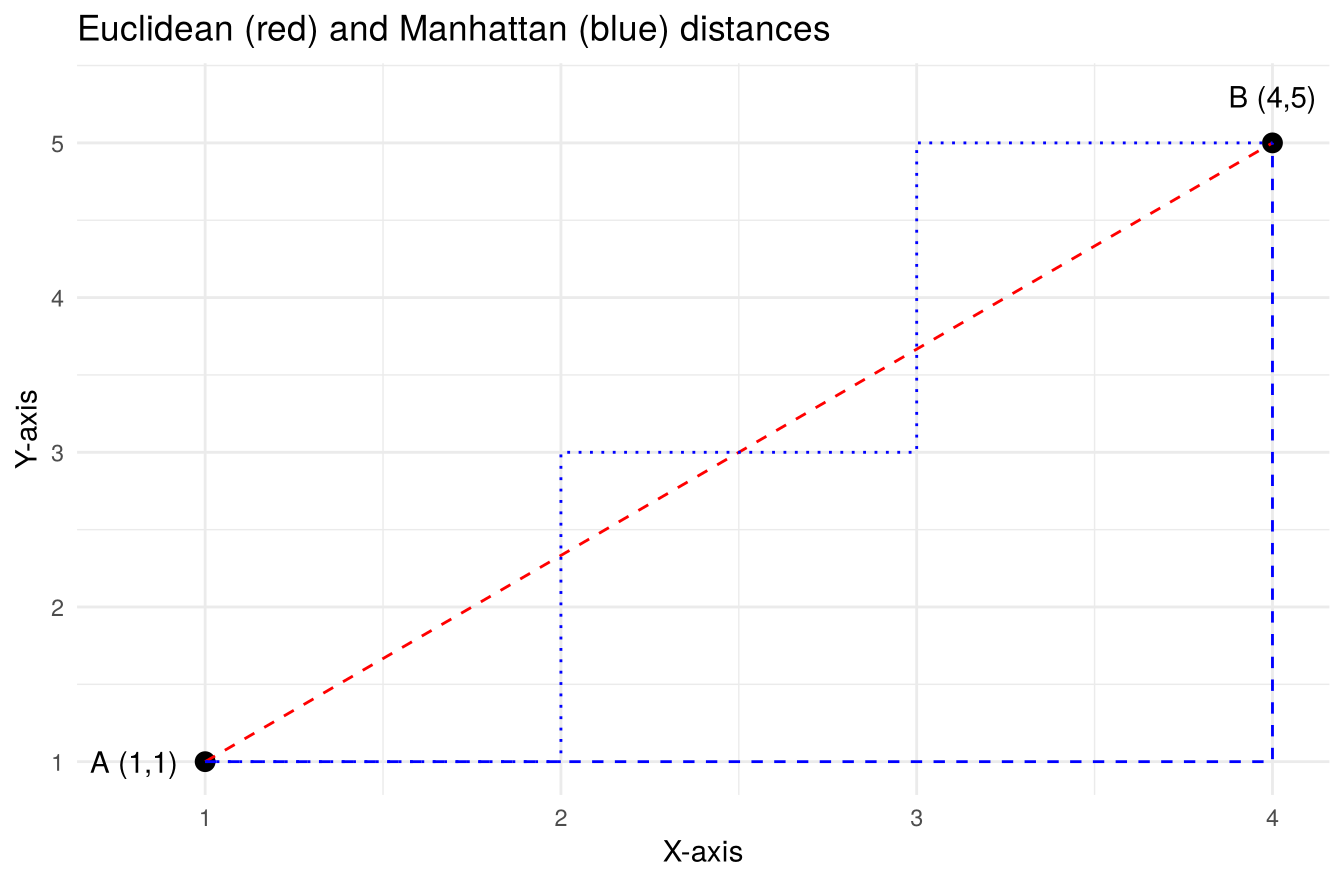 Euclidean (red) and Manhattan (blue) distances
B (4,5)
5
4
3
2
1
Y-axis
A (1,1)
1 2 3 4
X-axis